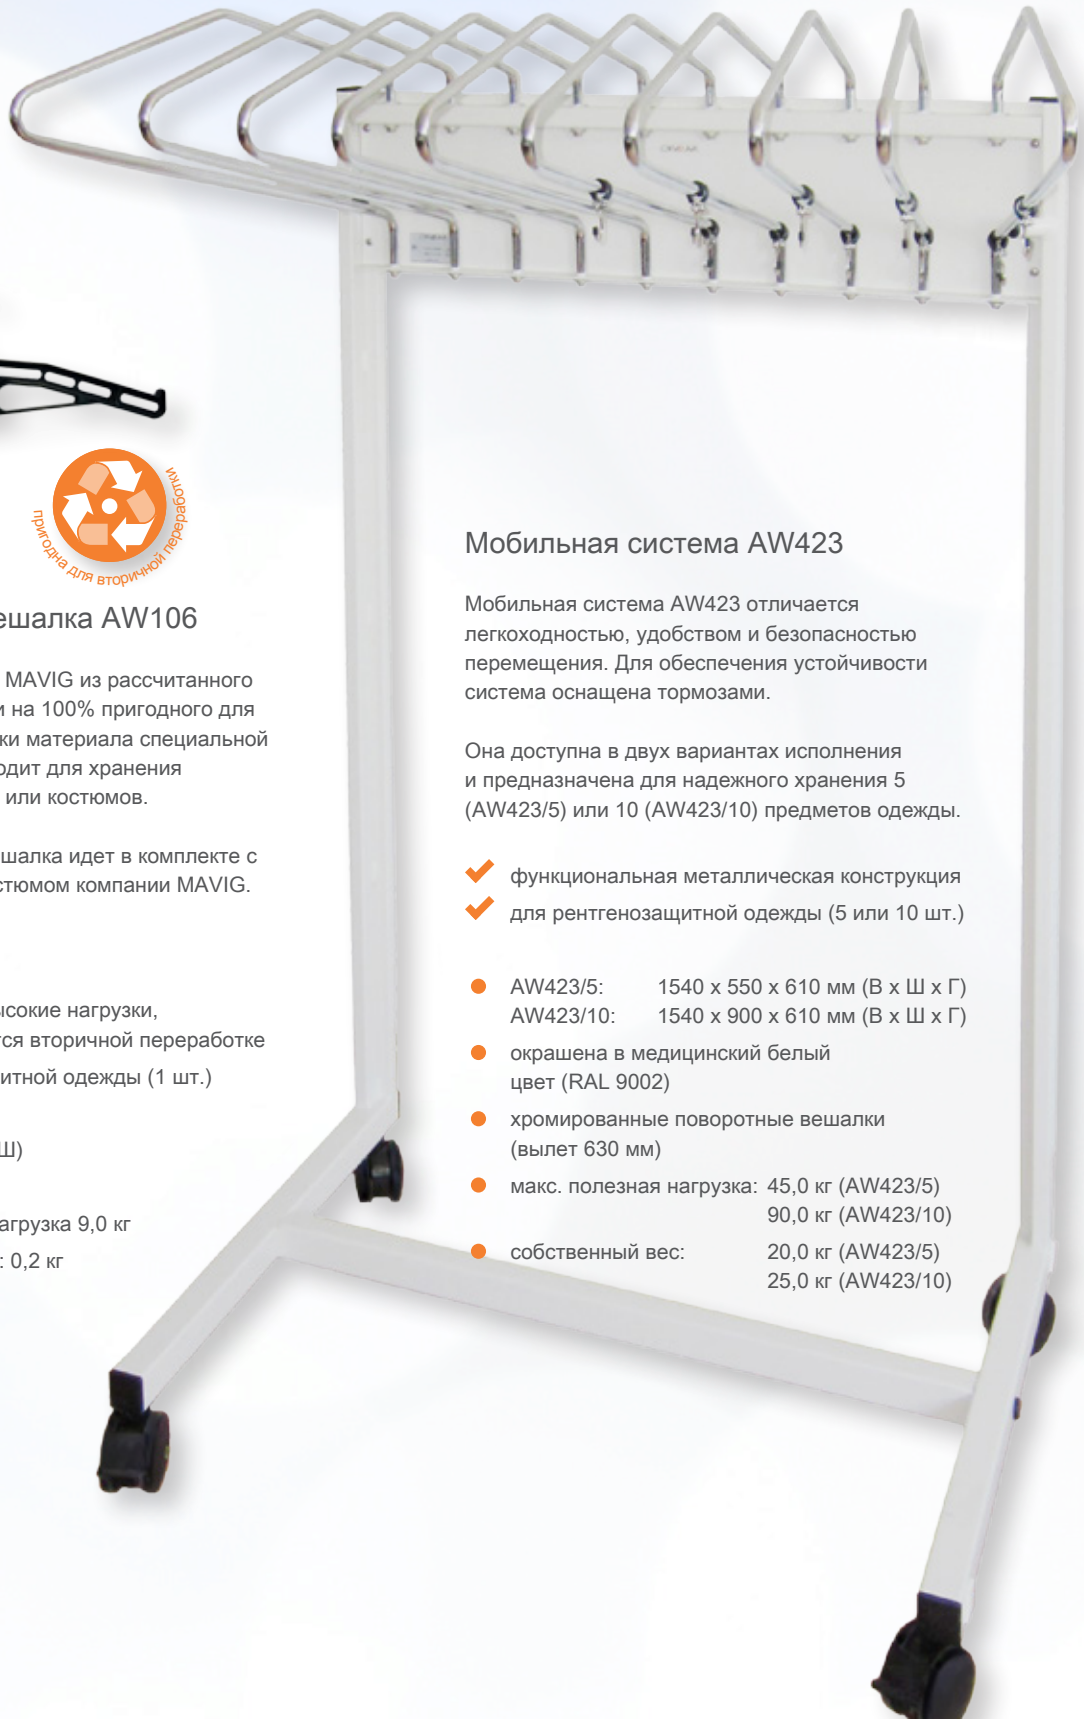 пригодна для вторичной переработки
ешалка AW106
MAVIG из рассчитанного
и на 100% пригодного для
ки материала специальной
одит для хранения
или костюмов.
шалка идет в комплекте с
стюмом компании MAVIG.
ысокие нагрузки,
тся вторичной переработке
итной одежды (1 шт.)
Ш)
агрузка 9,0 кг
: 0,2 кг
Мобильная система AW423
Мобильная система AW423 отличается
легкоходностью, удобством и безопасностью
перемещения. Для обеспечения устойчивости
система оснащена тормозами.
Она доступна в двух вариантах исполнения
и предназначена для надежного хранения 5
(AW423/5) или 10 (AW423/10) предметов одежды.
функциональная металлическая конструкция
для рентгенозащитной одежды (5 или 10 шт.)
AW423/5: 1540 x 550 x 610 мм (В x Ш x Г)
AW423/10: 1540 x 900 x 610 мм (В x Ш x Г)
окрашена в медицинский белый
цвет (RAL 9002)
хромированные поворотные вешалки
(вылет 630 мм)
макс. полезная нагрузка: 45,0 кг (AW423/5)
90,0 кг (AW423/10)
собственный вес: 20,0 кг (AW423/5)
25,0 кг (AW423/10)